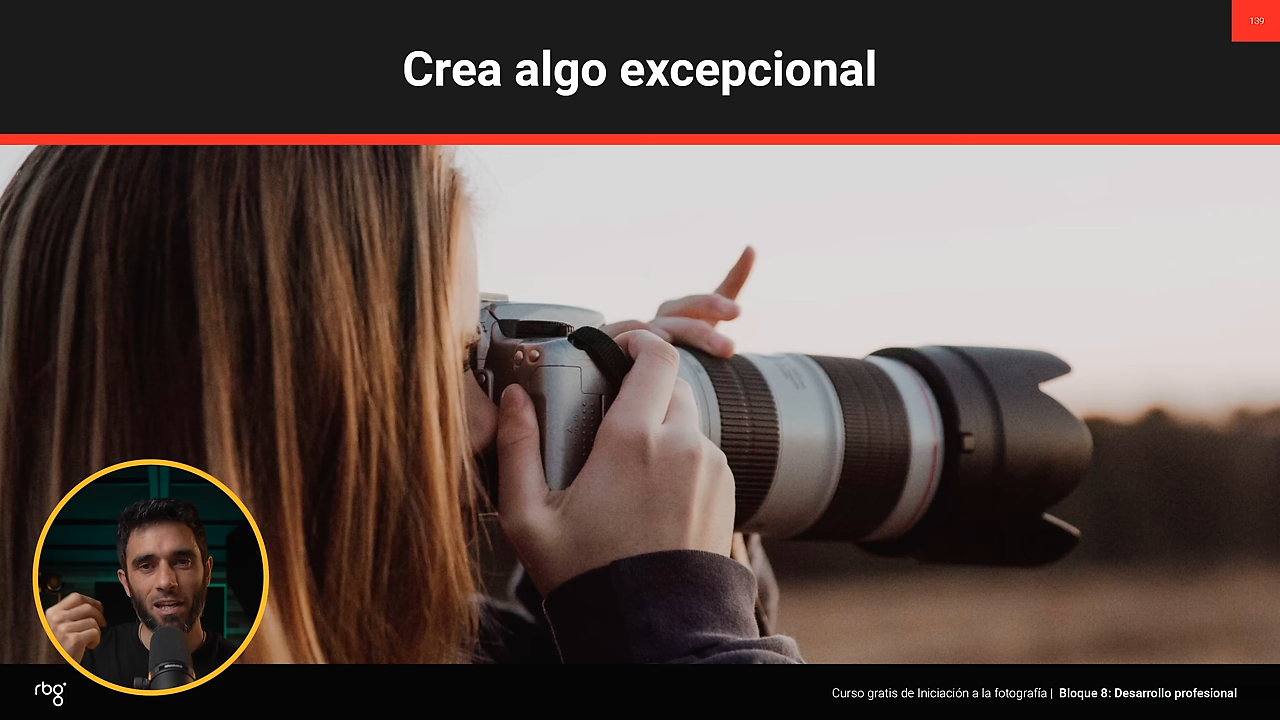 139
Crea algo excepcional
rbg
Curso gratis de Iniciación a la fotografía | Bloque 8: Desarrollo profesional